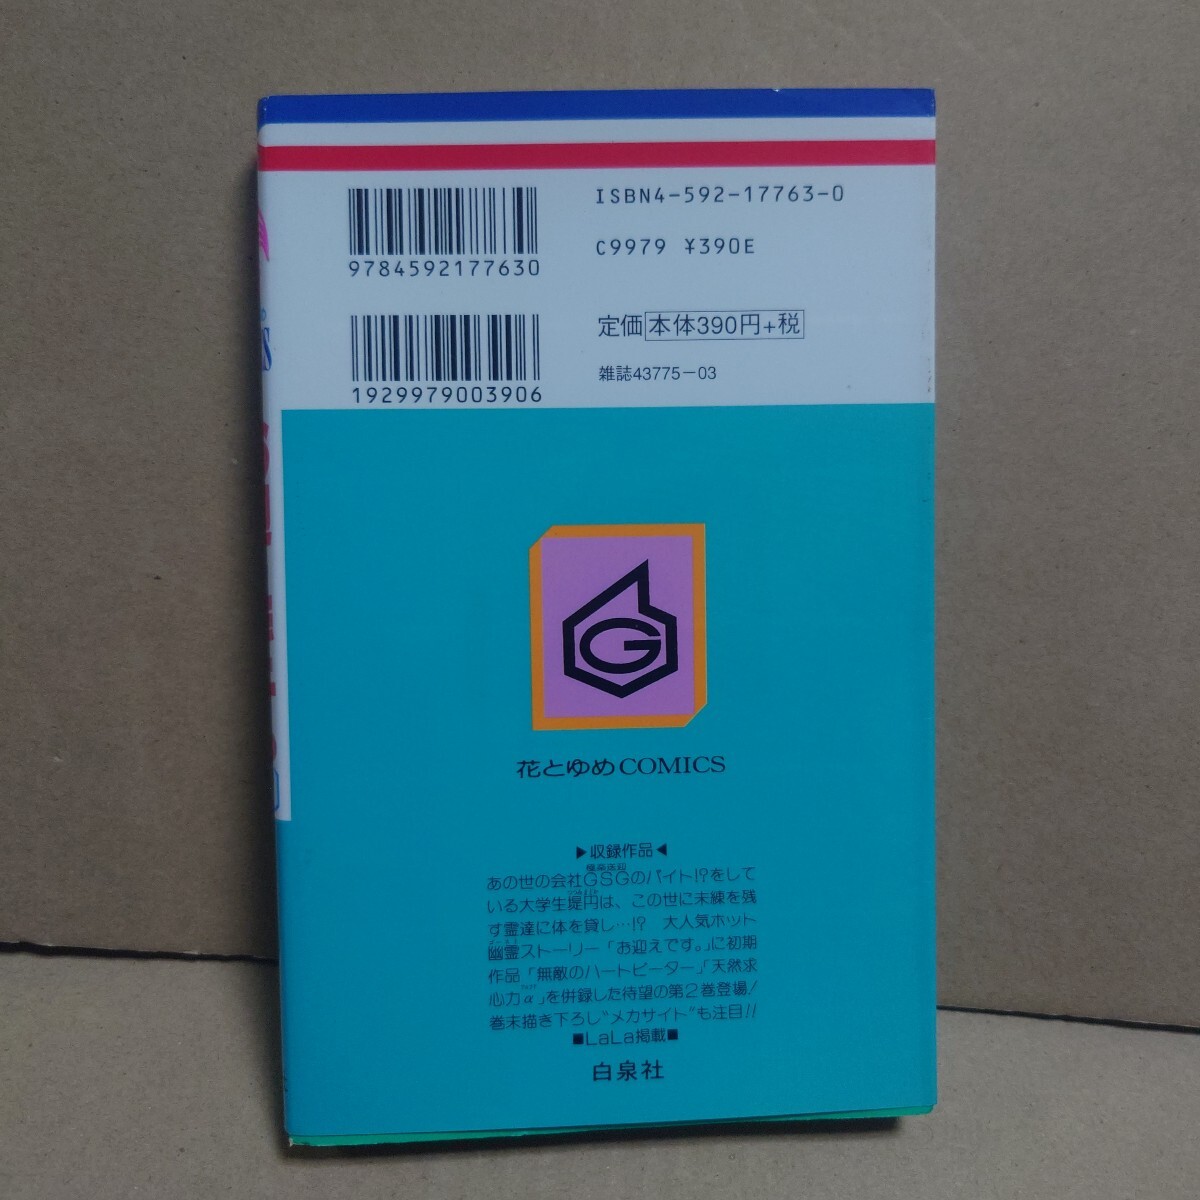 ISBN4-592-17763-0
9784592177630
C9979 ¥390E
定価本体390円+税
雑誌43775-03
1929979003906
G
花とゆめCOMICS
▶収録作品◀
あの世の会社GSGのバイト!?をして
いる大学生堤円は、この世に未練を残
す霊達に体を貸し…!? 大人気ホット
幽霊ストーリー「お迎えです。」に初期
作品「無敵のハートビーター」「天然求
心力α」を併録した待望の第2巻登場!
巻末描き下ろし“メカサイト”も注目!!
■LaLa掲載■
白泉社